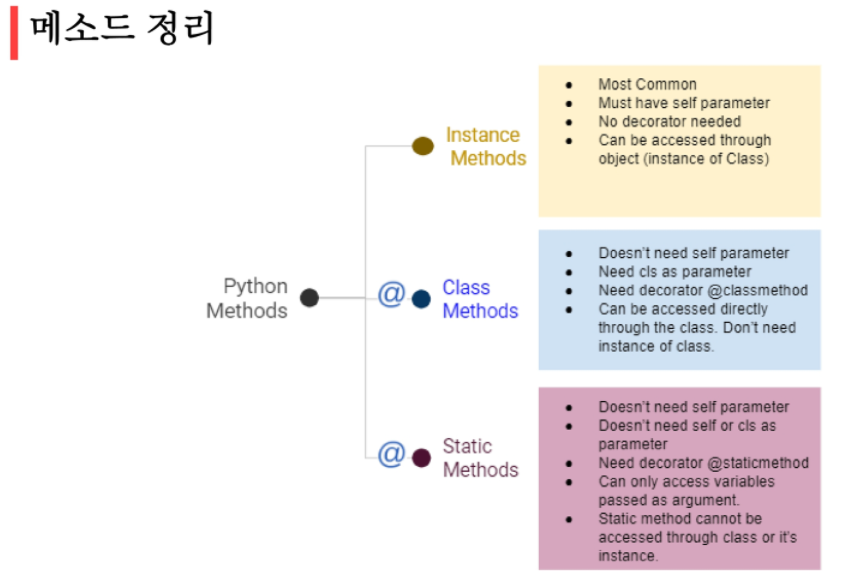 메소드 정리
Python
Methods
Instance
Methods
• Most Common
• Must have self parameter
• No decorator needed
• Can be accessed through
object (instance of Class)
@
Class
Methods
• Doesn't need self parameter
• Need cls as parameter
• Need decorator @classmethod
• Can be accessed directly
through the class. Don't need
instance of class.
@
Static
Methods
• Doesn't need self parameter
• Doesn't need self or cls as
parameter
• Need decorator @staticmethod
• Can only access variables
passed as argument.
• Static method cannot be
accessed through class or it's
instance.